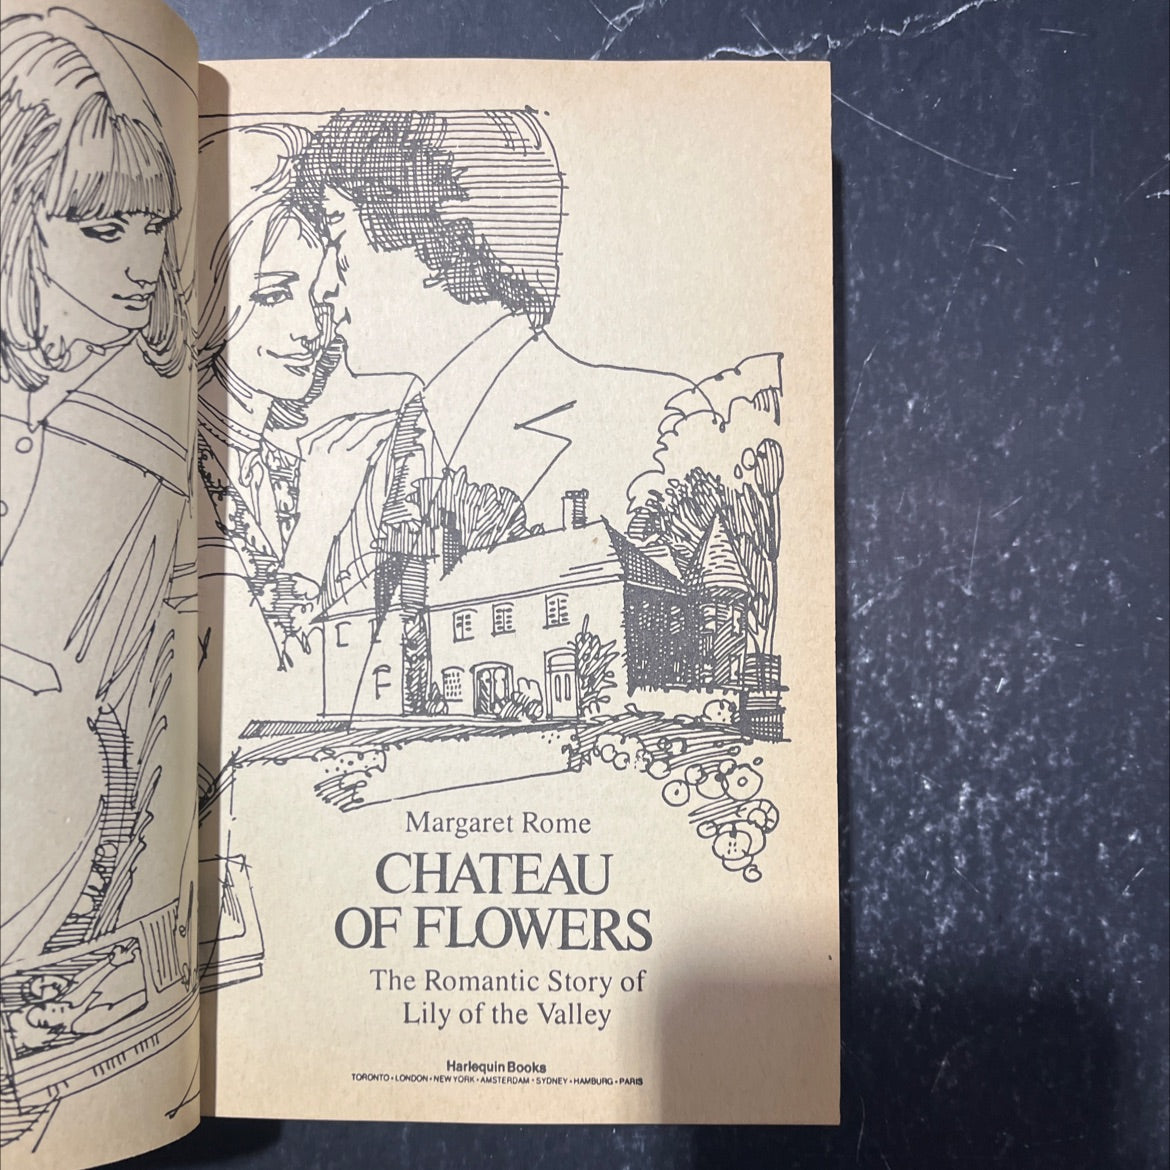 Margaret Rome
CHATEAU
OF FLOWERS
The Romantic Story of
Lily of the Valley
Harlequin Books
TORONTO • LONDON • NEW YORK • AMSTERDAM • SYDNEY • HAMBURG • PARIS